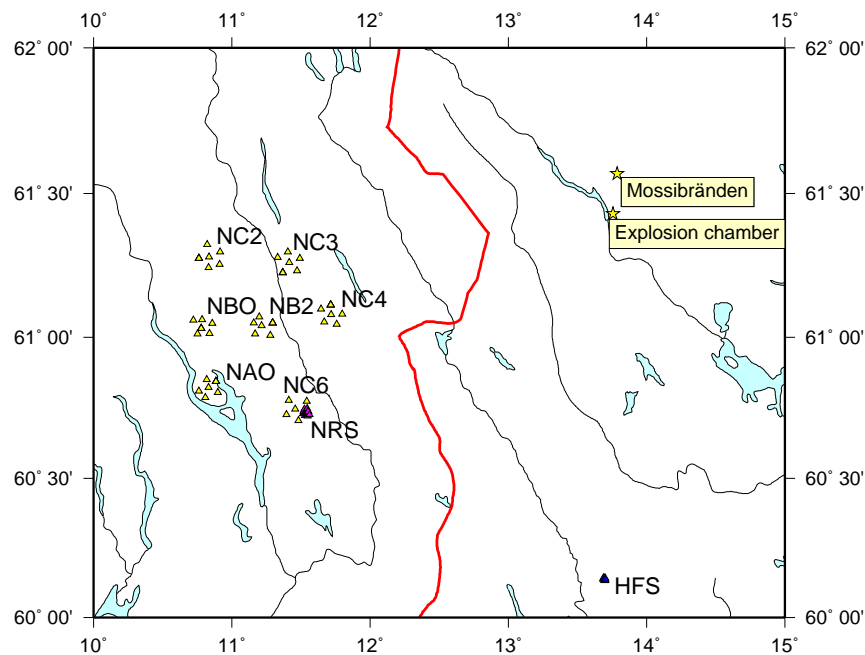 10˚ 11˚ 12˚ 13˚ 14˚ 15˚
62˚ 00' 62˚ 00'
61˚ 30' 61˚ 30'
Mossibränden
Explosion chamber
NC2 NC3
NBO NB2 NC4
61˚ 00' 61˚ 00'
NAO NC6
NRS
60˚ 30' 60˚ 30'
HFS
60˚ 00' 60˚ 00'
10˚ 11˚ 12˚ 13˚ 14˚ 15˚